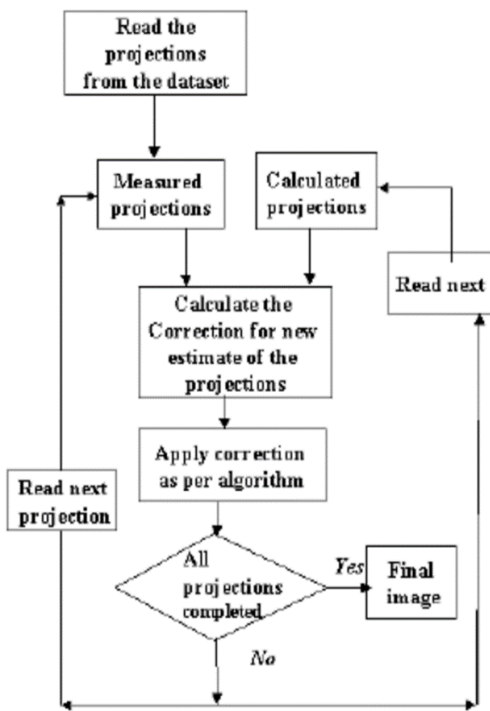 Read the
projections
from the dataset
Measured
projections
Calculated
projections
Read next
Calculate the
Correction for new
estimate of the
projections
Apply correction
as per algorithm
Read next
projection
All
projections
completed
Yes
Final
image
No